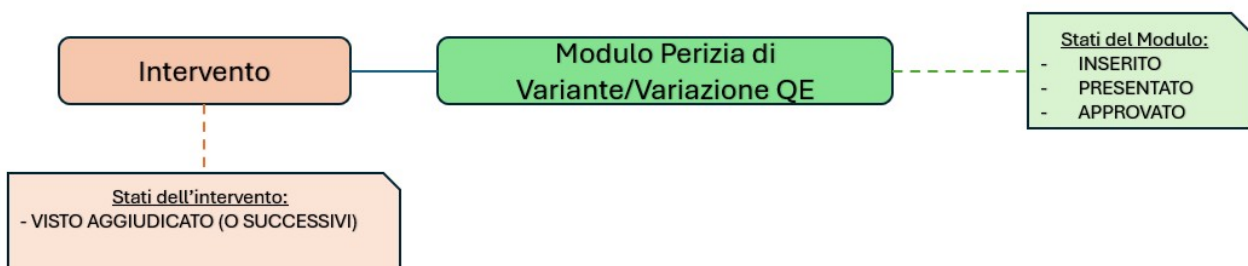 Intervento
Modulo Perizia di
Variante/Variazione QE
Stati del Modulo:
- INSERITO
- PRESENTATO
- APPROVATO
Stati dell'intervento:
- VISTO AGGIUDICATO (O SUCCESSIVI)